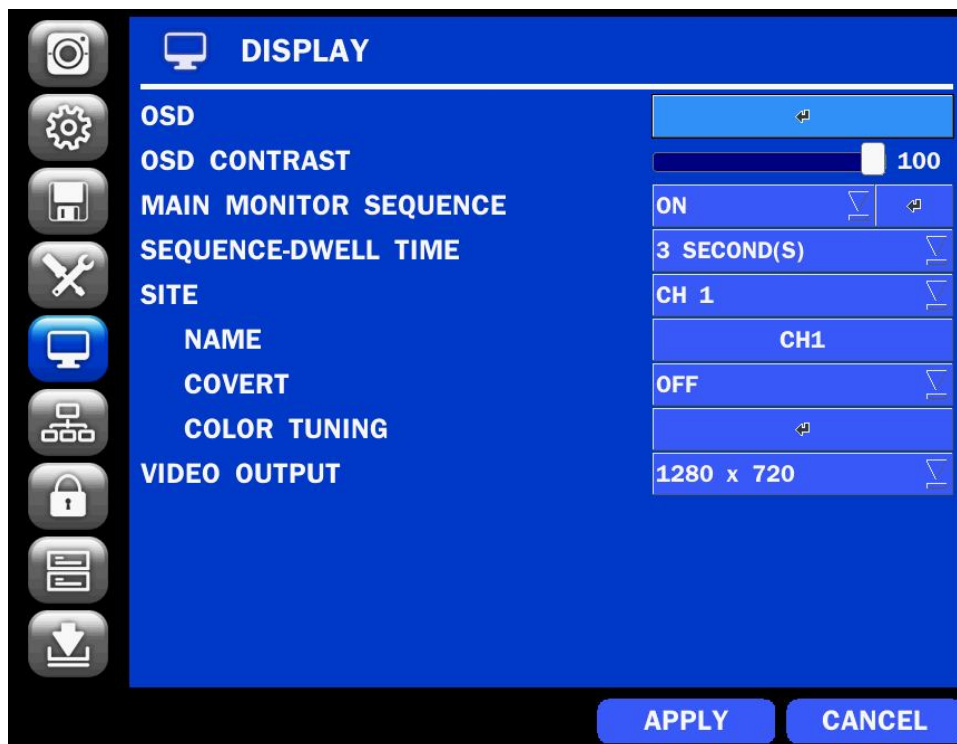 DISPLAY
OSD
OSD CONTRAST 100
MAIN MONITOR SEQUENCE ON
SEQUENCE-DWELL TIME 3 SECOND(S)
SITE CH 1
NAME CH1
COVERT OFF
COLOR TUNING
VIDEO OUTPUT 1280 x 720
APPLY CANCEL